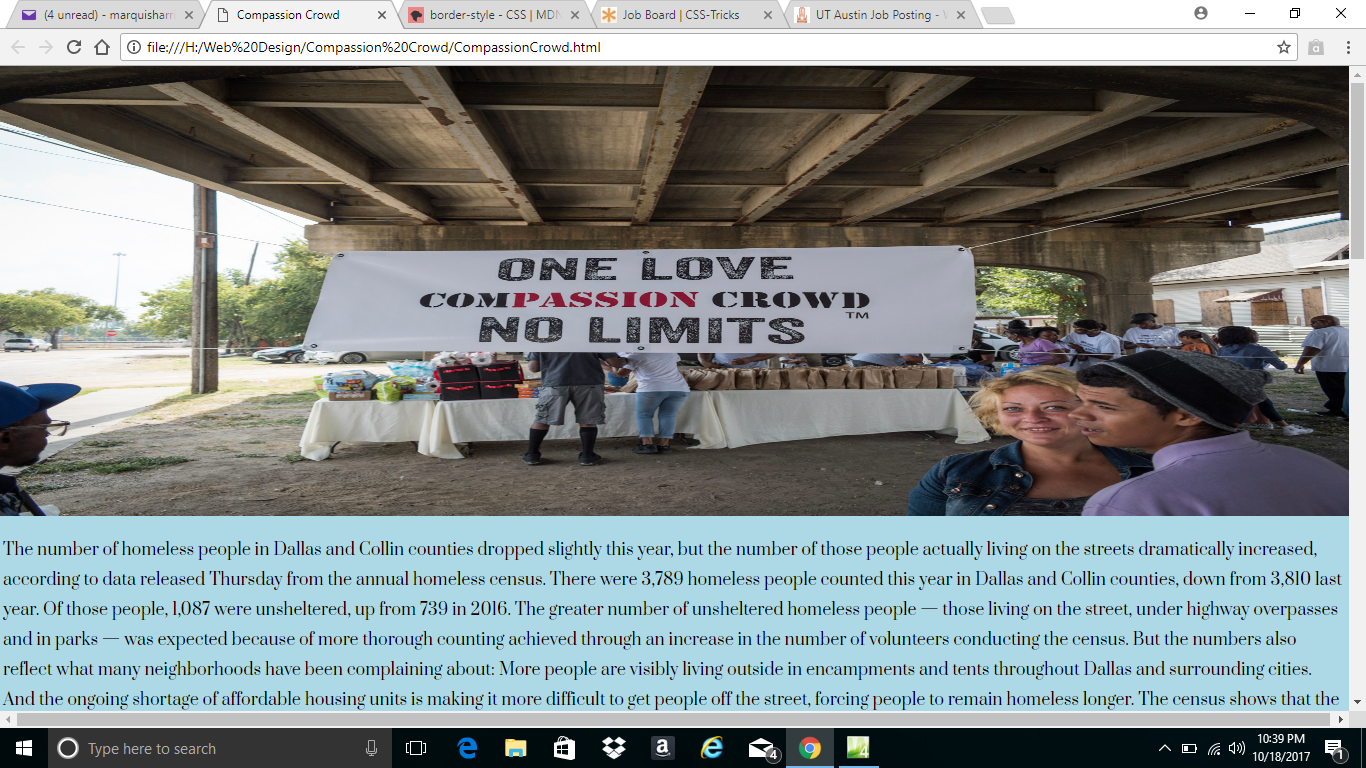 (4 unread) - marquisharr
Compassion Crowd
border-style - CSS | MDN
Job Board | CSS-Tricks
UT Austin Job Posting -
file:///H:/Web%20Design/Compassion%20Crowd/CompassionCrowd.html
ONE LOVE
COMPASSION CROWD
TM
NO LIMITS
The number of homeless people in Dallas and Collin counties dropped slightly this year, but the number of those people actually living on the streets dramatically increased,
according to data released Thursday from the annual homeless census. There were 3,789 homeless people counted this year in Dallas and Collin counties, down from 3,810 last
year. Of those people, 1,087 were unsheltered, up from 739 in 2016. The greater number of unsheltered homeless people — those living on the street, under highway overpasses
and in parks — was expected because of more thorough counting achieved through an increase in the number of volunteers conducting the census. But the numbers also
reflect what many neighborhoods have been complaining about: More people are visibly living outside in encampments and tents throughout Dallas and surrounding cities.
And the ongoing shortage of affordable housing units is making it more difficult to get people off the street, forcing people to remain homeless longer. The census shows that the
Type here to search
4
10:39 PM
10/18/2017
1